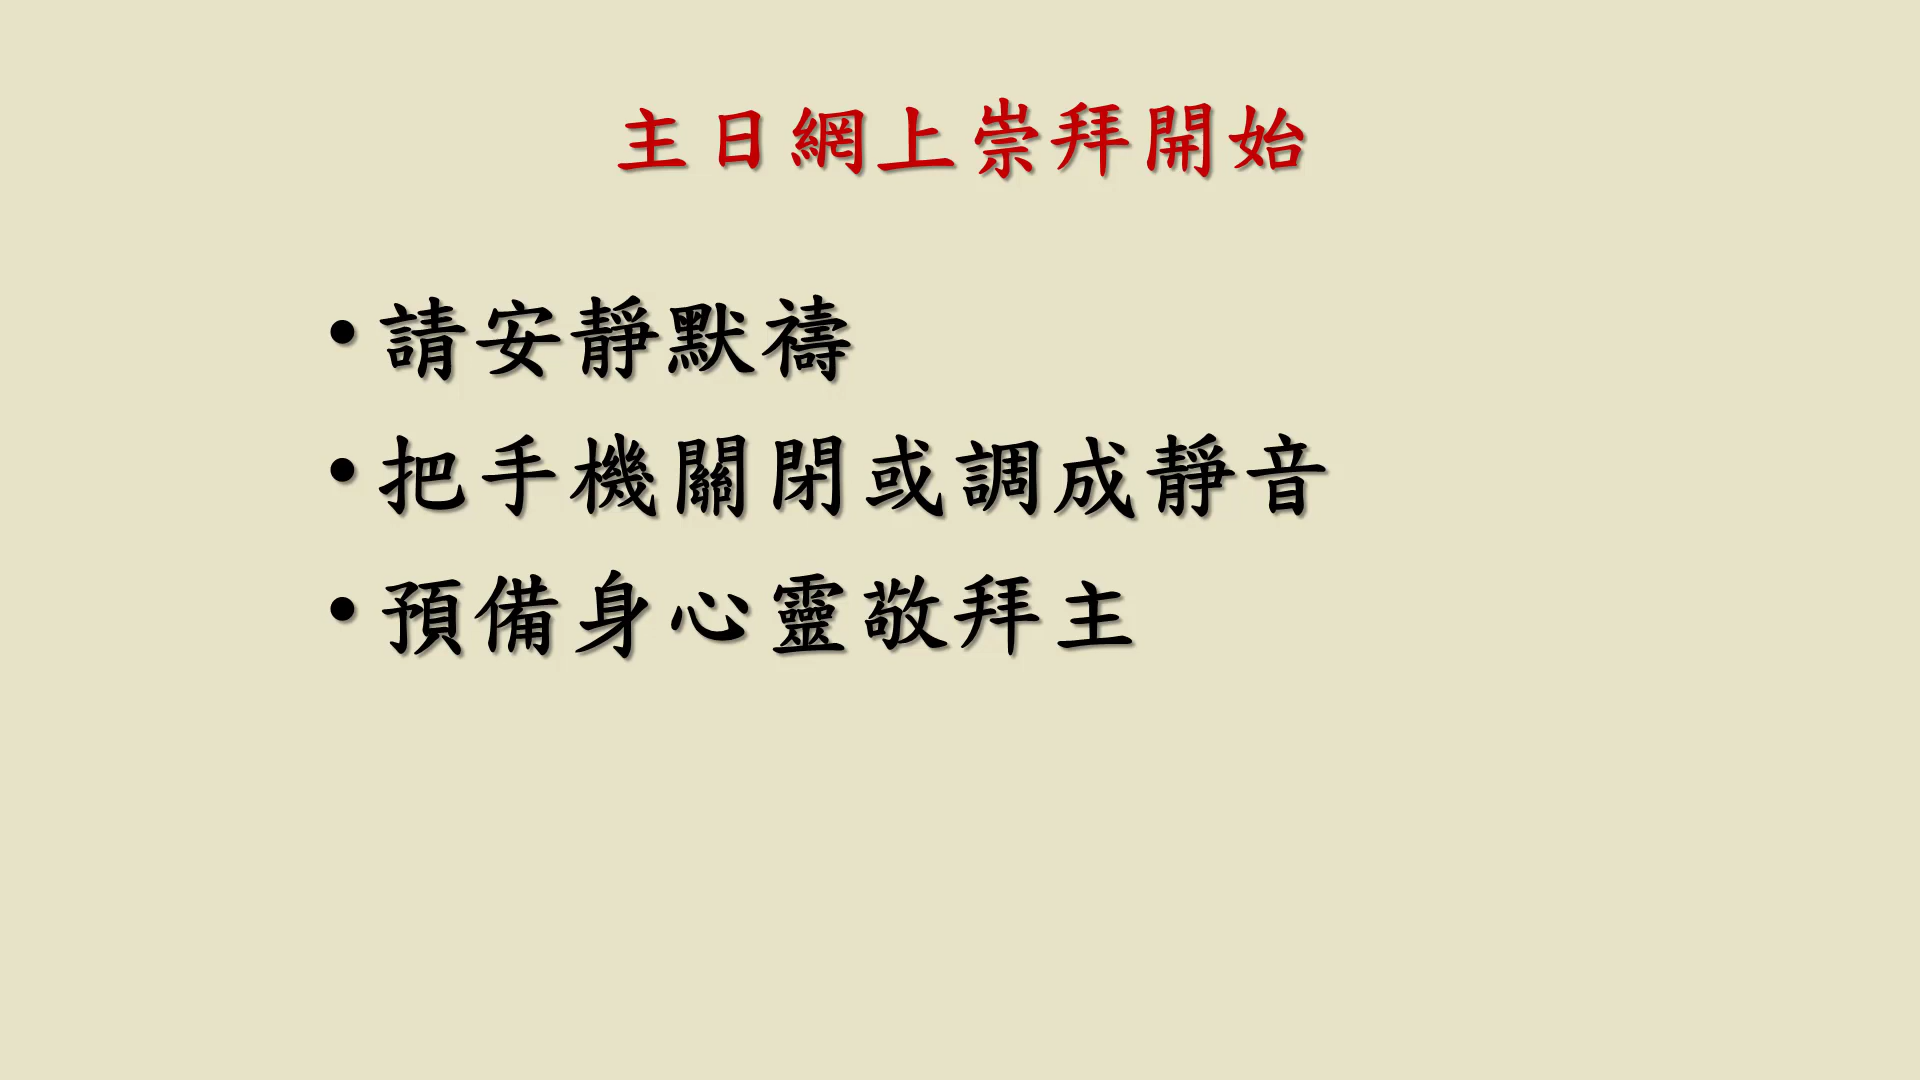 主日網上崇拜開始
•請安靜默禱
•把手機關閉或調成靜音
•預備身心靈敬拜主